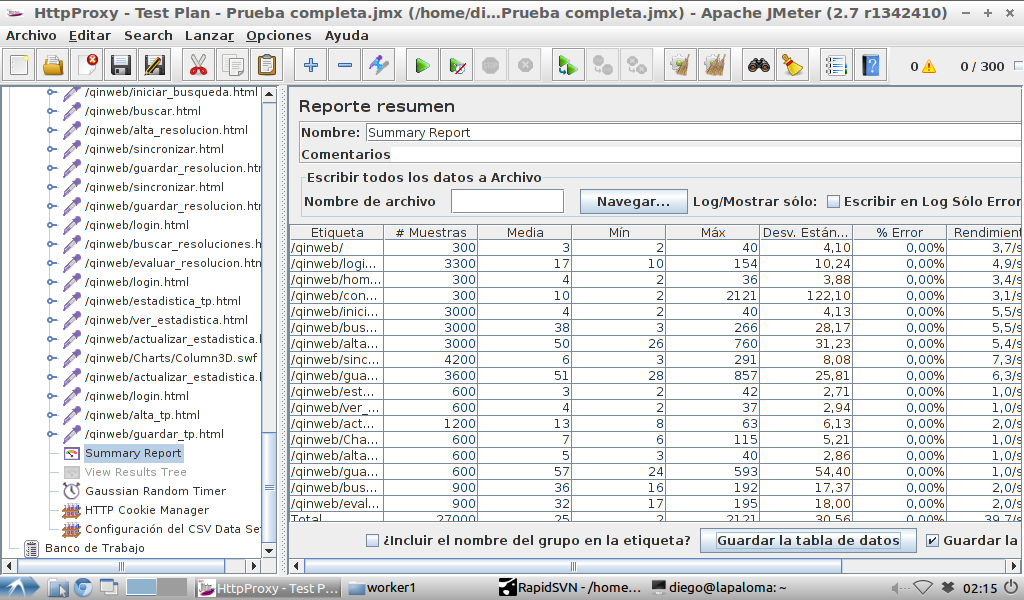 HttpProxy - Test Plan - Prueba completa.jmx (/home/di...Prueba completa.jmx) - Apache JMeter (2.7 r1342410)
Archivo Editar Search Lanzar Opciones Ayuda
0 0 / 300
/qinweb/iniciar_busqueda.html
/qinweb/buscar.html
/qinweb/alta_resolucion.html
/qinweb/sincronizar.html
/qinweb/guardar_resolucion.htm
/qinweb/sincronizar.html
/qinweb/guardar_resolucion.htm
/qinweb/login.html
/qinweb/buscar_resoluciones.h
/qinweb/evaluar_resolucion.htm
/qinweb/login.html
/qinweb/estadistica_tp.html
/qinweb/ver_estadistica.html
/qinweb/actualizar_estadistica.l
/qinweb/Charts/Column3D.swf
/qinweb/actualizar_estadistica.l
/qinweb/login.html
/qinweb/alta_tp.html
/qinweb/guardar_tp.html
Summary Report
View Results Tree
Gaussian Random Timer
HTTP Cookie Manager
Configuración del CSV Data Se
Banco de Trabajo
Reporte resumen
Nombre: Summary Report
Comentarios
Escribir todos los datos a Archivo
Nombre de archivo Navegar... Log/Mostrar sólo: Escribir en Log Sólo Error
Etiqueta # Muestras Media Mín Máx Desv. Están... % Error Rendimient
/qinweb/ 300 3 2 40 4,10 0,00% 3,7/s
/qinweb/logi... 3300 17 10 154 10,24 0,00% 4,9/s
/qinweb/hom... 300 4 2 36 3,88 0,00% 3,4/s
/qinweb/con... 300 10 2 2121 122,10 0,00% 3,1/s
/qinweb/inici... 3000 4 2 40 4,13 0,00% 5,5/s
/qinweb/bus... 3000 38 3 266 28,17 0,00% 5,5/s
/qinweb/alta... 3000 50 26 760 31,23 0,00% 5,4/s
/qinweb/sinc... 4200 6 3 291 8,08 0,00% 7,3/s
/qinweb/gua... 3600 51 28 857 25,81 0,00% 6,3/s
/qinweb/est... 600 3 2 42 2,71 0,00% 1,0/s
/qinweb/ver_... 600 4 2 37 2,94 0,00% 1,0/s
/qinweb/act... 1200 13 8 63 6,13 0,00% 2,0/s
/qinweb/Cha... 600 7 6 115 5,21 0,00% 1,0/s
/qinweb/alta... 600 5 3 38 2,86 0,00% 1,0/s
/qinweb/gua... 600 57 24 593 54,40 0,00% 1,0/s
/qinweb/bus... 900 36 16 192 17,37 0,00% 2,0/s
/qinweb/eval... 900 32 17 195 18,00 0,00% 2,0/s
Total 27000 25 2 2121 30,56 0,00% 39,7/s
¿Incluir el nombre del grupo en la etiqueta? Guardar la tabla de datos Guardar la
HttpProxy - Test P... worker1 RapidSVN - /home... diego@lapaloma: ~ 02:15